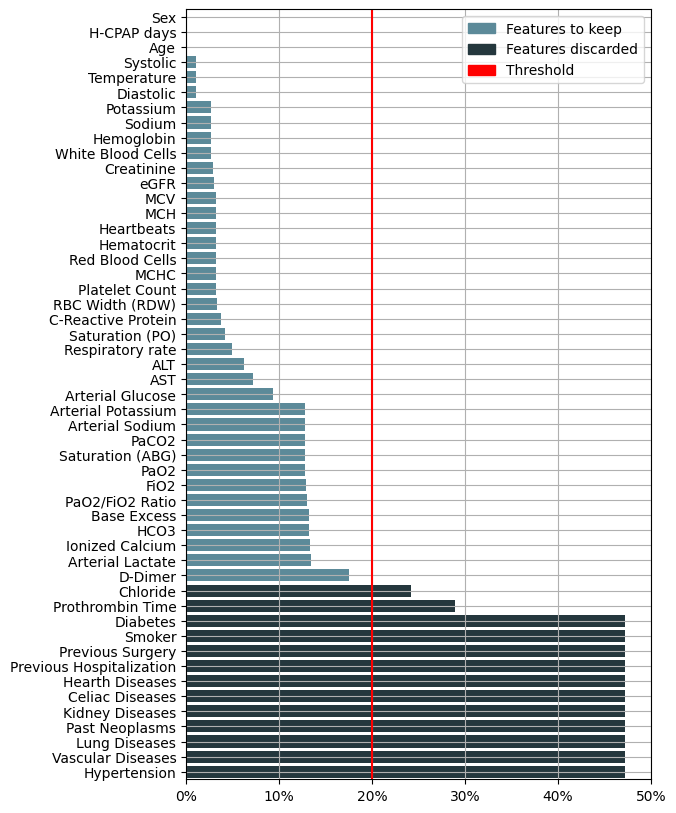 Sex
H-CPAP days
Age
Systolic
Temperature
Diastolic
Potassium
Sodium
Hemoglobin
White Blood Cells
Creatinine
eGFR
MCV
MCH
Heartbeats
Hematocrit
Red Blood Cells
MCHC
Platelet Count
RBC Width (RDW)
C-Reactive Protein
Saturation (PO)
Respiratory rate
ALT
AST
Arterial Glucose
Arterial Potassium
Arterial Sodium
PaCO2
Saturation (ABG)
PaO2
FiO2
PaO2/FiO2 Ratio
Base Excess
HCO3
Ionized Calcium
Arterial Lactate
D-Dimer
Chloride
Prothrombin Time
Diabetes
Smoker
Previous Surgery
Previous Hospitalization
Hearth Diseases
Celiac Diseases
Kidney Diseases
Past Neoplasms
Lung Diseases
Vascular Diseases
Hypertension
0% 10% 20% 30% 40% 50%
Features to keep
Features discarded
Threshold